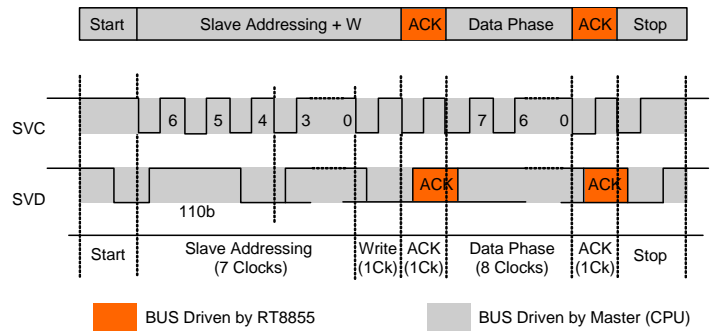 Start Slave Addressing + W ACK Data Phase ACK Stop
SVC 6 5 4 3 0 7 6 0
SVD ACK ACK
110b
Start Slave Addressing (7 Clocks) Write (1Ck) ACK (1Ck) Data Phase (8 Clocks) ACK (1Ck) Stop
BUS Driven by RT8855 BUS Driven by Master (CPU)